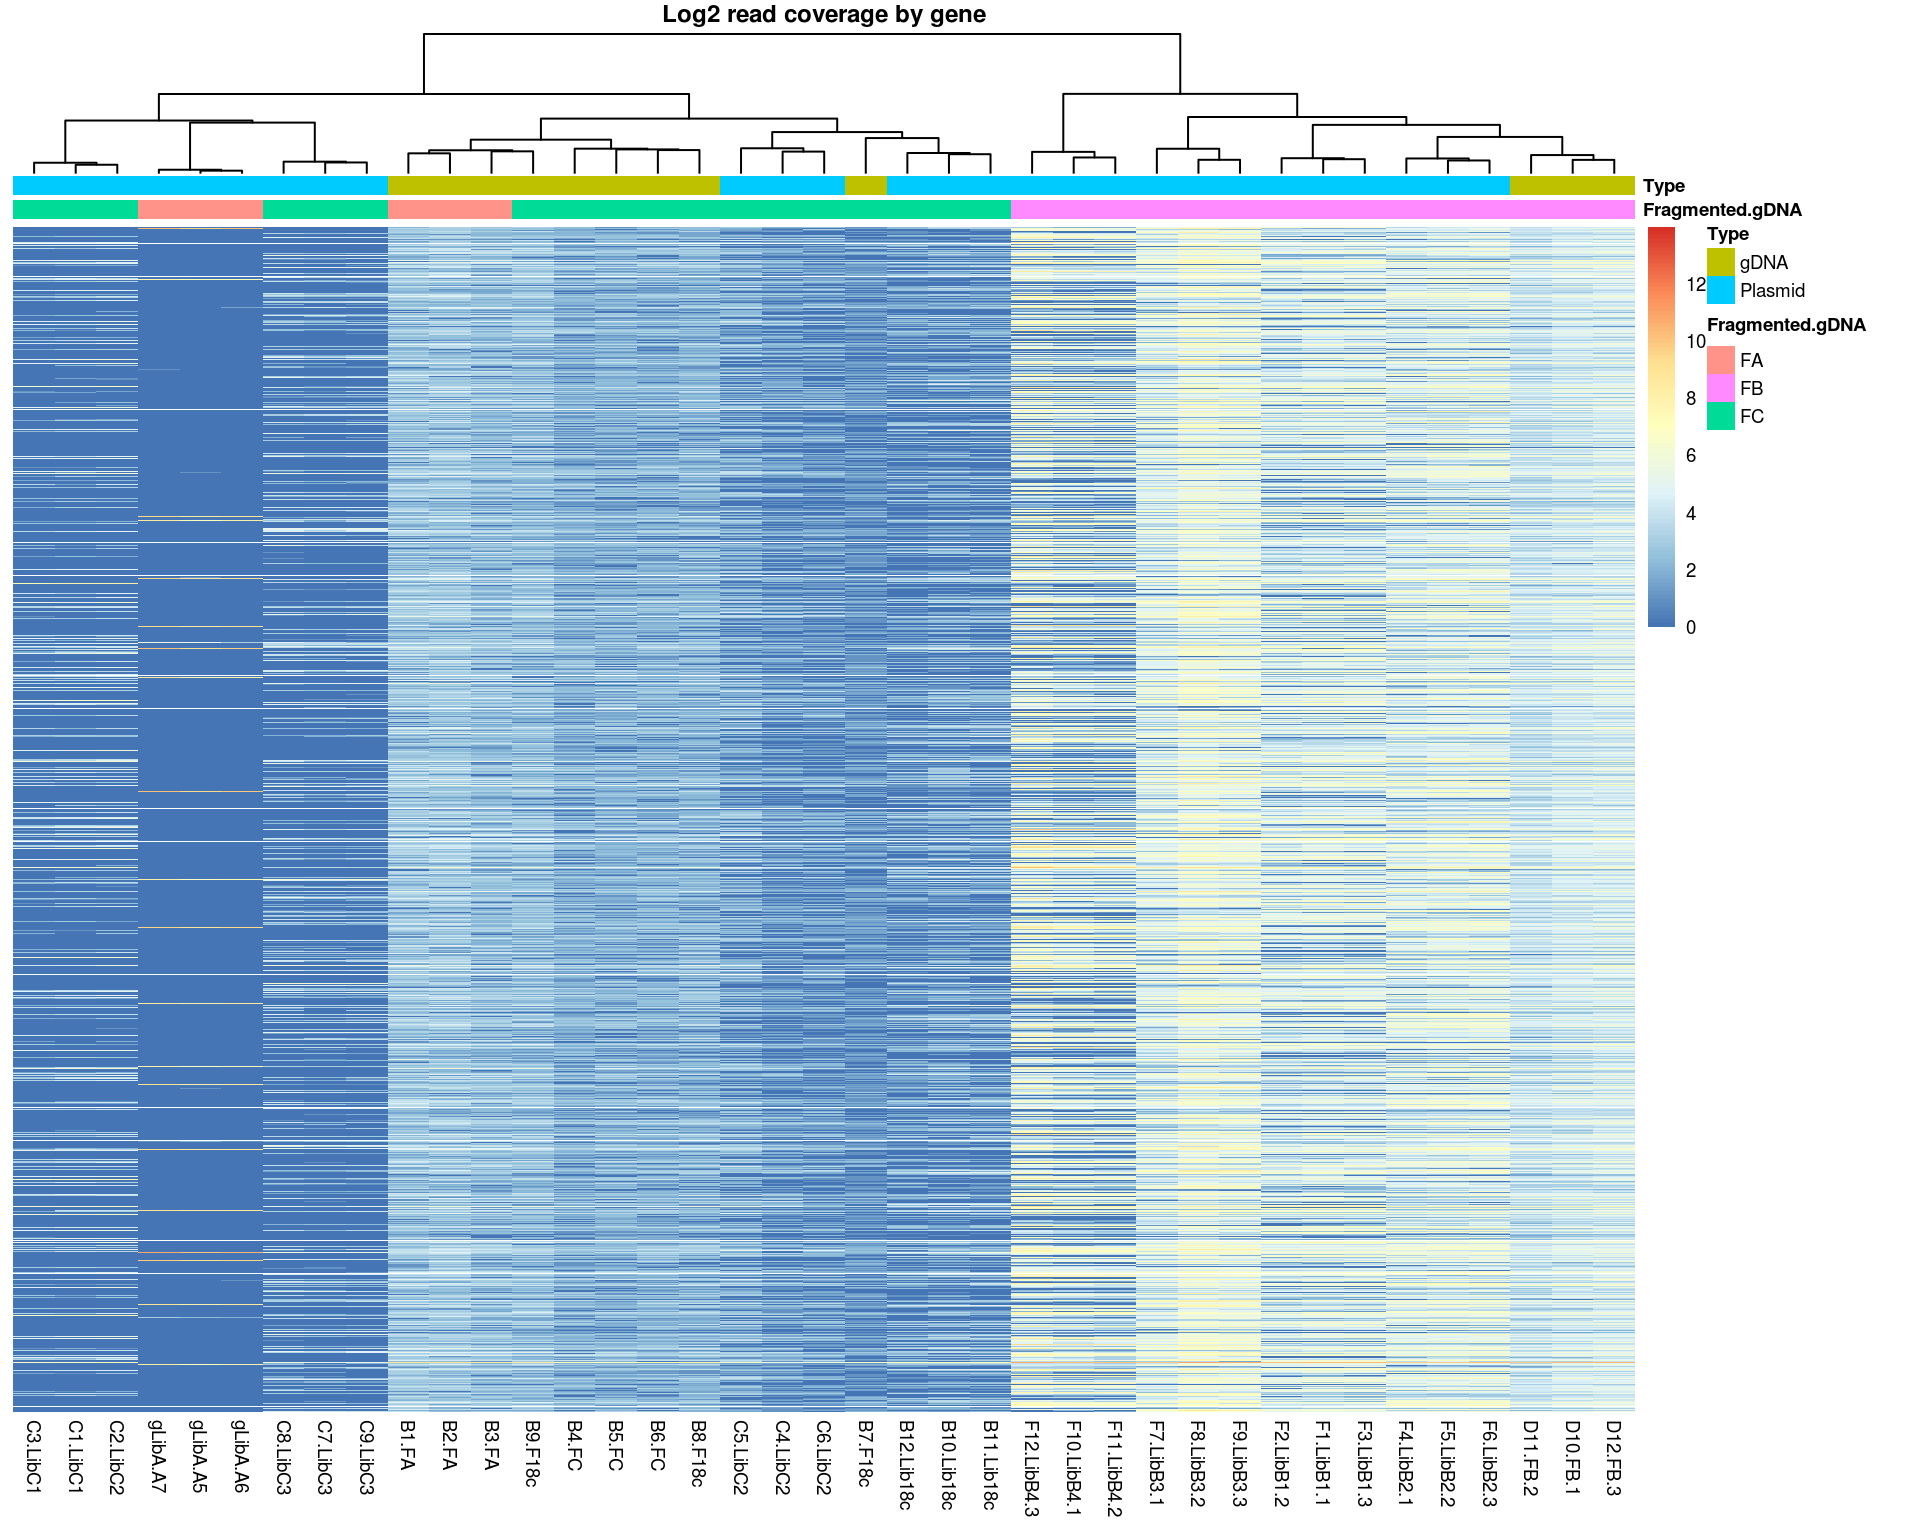 Log2 read coverage by gene
Type
Fragmented.gDNA
Type
gDNA
Plasmid
Fragmented.gDNA
FA
FB
FC
12
10
8
6
4
2
0
C3.LibC1
C1.LibC1
C2.LibC2
gLibA.A7
gLibA.A5
gLibA.A6
C8.LibC3
C7.LibC3
C9.LibC3
B1.FA
B2.FA
B3.FA
B9.F18c
B4.FC
B5.FC
B6.FC
B8.F18c
C5.LibC2
C4.LibC2
C6.LibC2
B7.F18c
B12.Lib18c
B10.Lib18c
B11.Lib18c
F12.LibB4.3
F10.LibB4.1
F11.LibB4.2
F7.LibB3.1
F8.LibB3.2
F9.LibB3.3
F2.LibB1.2
F1.LibB1.1
F3.LibB1.3
F4.LibB2.1
F5.LibB2.2
F6.LibB2.3
D11.FB.2
D10.FB.1
D12.FB.3